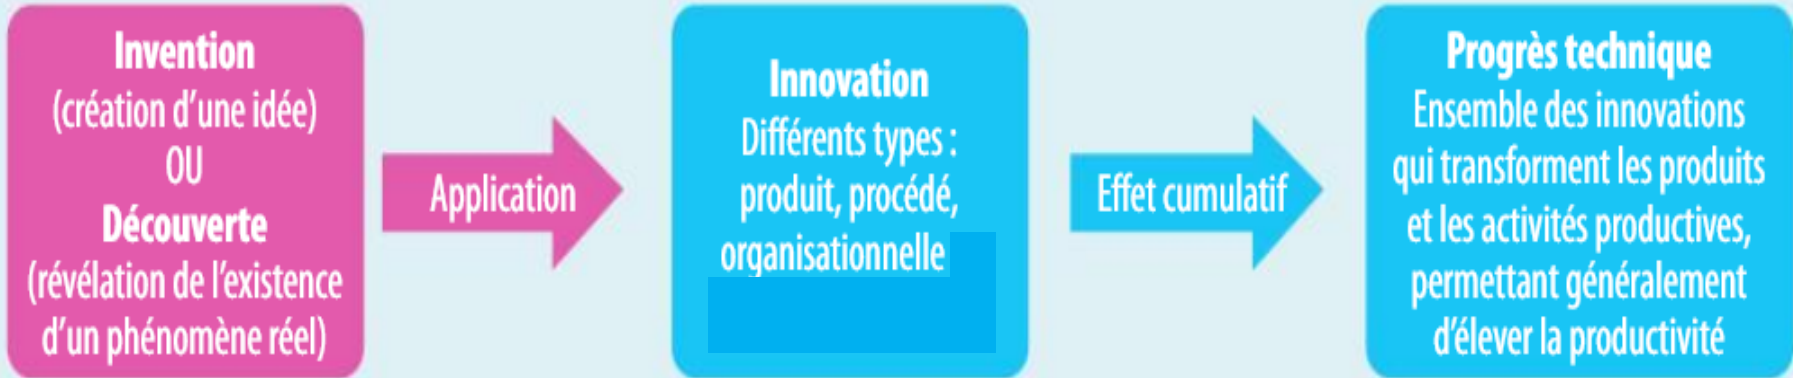 Invention
(création d’une idée)
OU
Découverte
(révélation de l’existence
d’un phénomène réel)
Application
Innovation
Différents types :
produit, procédé,
organisationnelle
Effet cumulatif
Progrès technique
Ensemble des innovations
qui transforment les produits
et les activités productives,
permettant généralement
d’élever la productivité